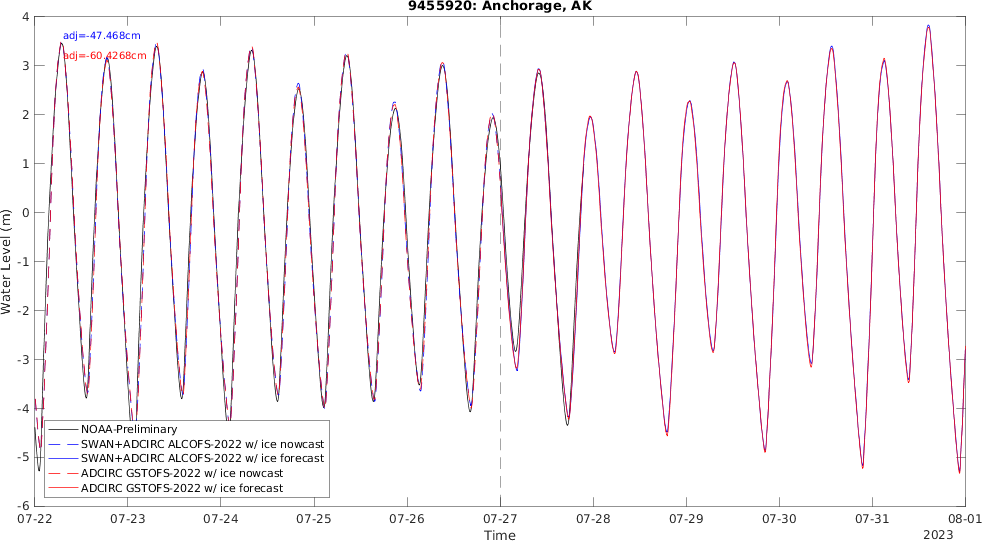 9455920: Anchorage, AK
adj=-47.468cm
adj=-60.4268cm
4
3
2
1
0
-1
-2
-3
-4
-5
-6
Water Level (m)
NOAA-Preliminary
SWAN+ADCIRC ALCOFS-2022 w/ ice nowcast
SWAN+ADCIRC ALCOFS-2022 w/ ice forecast
ADCIRC GSTOFS-2022 w/ ice nowcast
ADCIRC GSTOFS-2022 w/ ice forecast
07-22 07-23 07-24 07-25 07-26 07-27 07-28 07-29 07-30 07-31 08-01
Time
2023